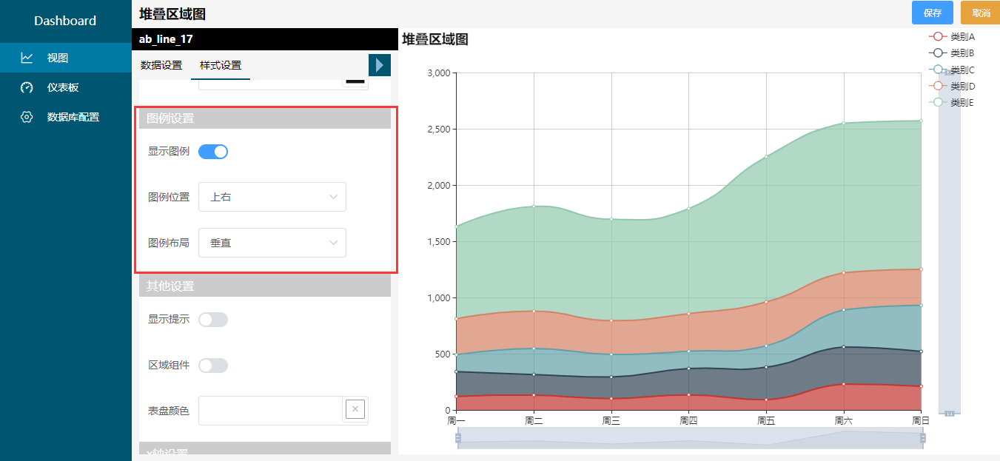 Dashboard
视图
仪表板
数据库配置
堆叠区域图
保存
取消
ab_line_17
数据设置
样式设置
图例设置
显示图例
图例位置
上右
图例布局
垂直
其他设置
显示提示
区域组件
表盘颜色
x轴设置
堆叠区域图
类别A
类别B
类别C
类别D
类别E
3,000
2,500
2,000
1,500
1,000
500
0
周一
周二
周三
周四
周五
周六
周日